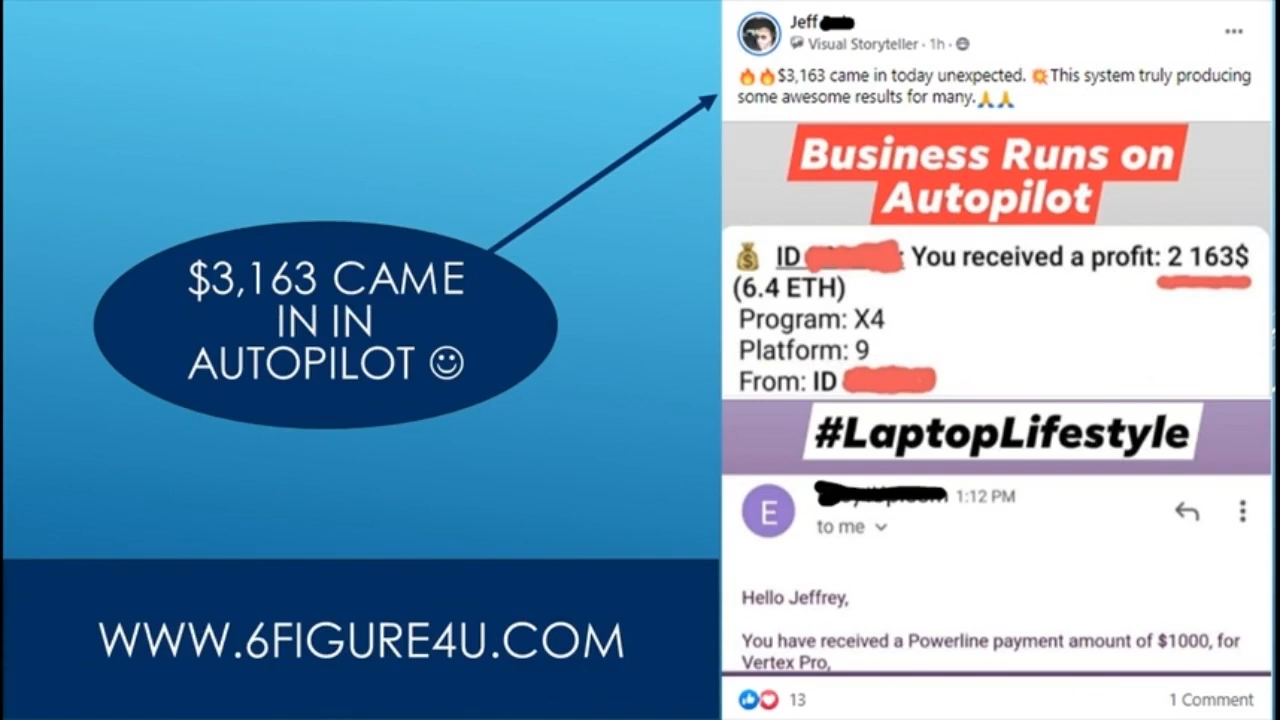 $3,163 CAME
IN IN
AUTOPILOT ☺
WWW.6FIGURE4U.COM
Jeff
Visual Storyteller · 1h ·
🔥🔥$3,163 came in today unexpected. 💥This system truly producing
some awesome results for many.🙏🙏
Business Runs on
Autopilot
💰 ID : You received a profit: 2 163$
(6.4 ETH)
Program: X4
Platform: 9
From: ID
#LaptopLifestyle
E
1:12 PM
to me
Hello Jeffrey,
You have received a Powerline payment amount of $1000, for
Vertex Pro,
13
1 Comment